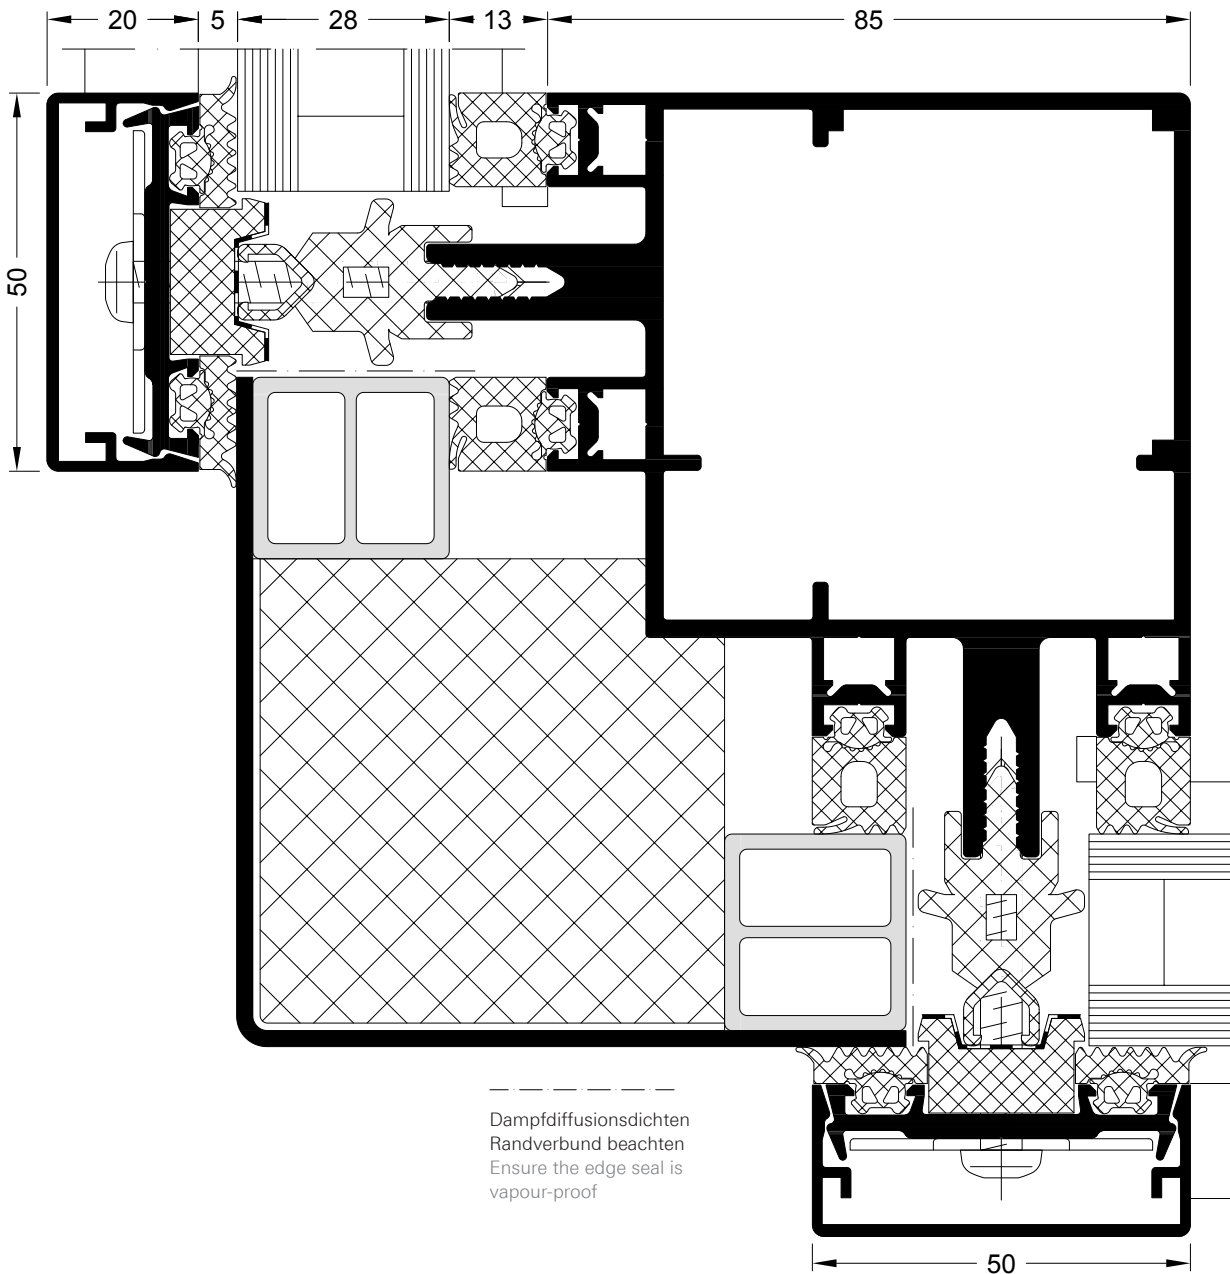 20 5 28 13 85
50
Dampfdiffusionsdichten
Randverbund beachten
Ensure the edge seal is
vapour-proof
50